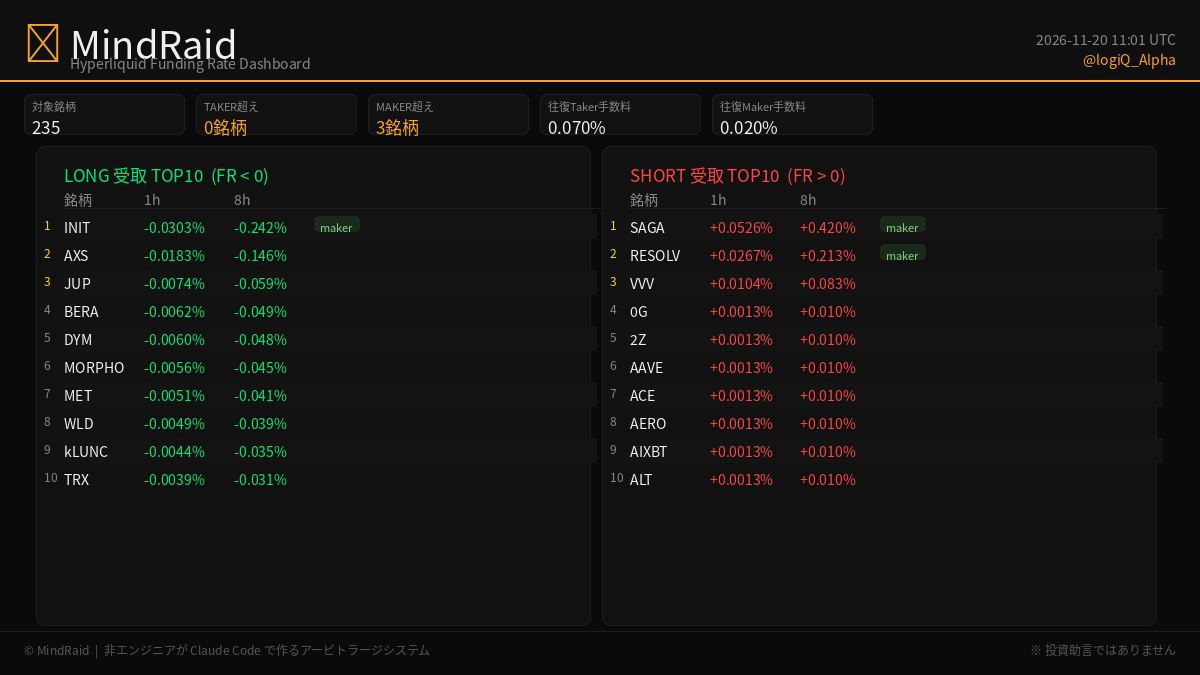 MindRaid
Hyperliquid Funding Rate Dashboard
2026-11-20 11:01 UTC
@logiQ_Alpha
対象銘柄
235
TAKER超え
0銘柄
MAKER超え
3銘柄
往復Taker手数料
0.070%
往復Maker手数料
0.020%
LONG 受取 TOP10 (FR < 0)
銘柄 1h 8h
1 INIT -0.0303% -0.242% maker
2 AXS -0.0183% -0.146%
3 JUP -0.0074% -0.059%
4 BERA -0.0062% -0.049%
5 DYM -0.0060% -0.048%
6 MORPHO -0.0056% -0.045%
7 MET -0.0051% -0.041%
8 WLD -0.0049% -0.039%
9 kLUNC -0.0044% -0.035%
10 TRX -0.0039% -0.031%
SHORT 受取 TOP10 (FR > 0)
銘柄 1h 8h
1 SAGA +0.0526% +0.420% maker
2 RESOLV +0.0267% +0.213% maker
3 VVV +0.0104% +0.083%
4 0G +0.0013% +0.010%
5 2Z +0.0013% +0.010%
6 AAVE +0.0013% +0.010%
7 ACE +0.0013% +0.010%
8 AERO +0.0013% +0.010%
9 AIXBT +0.0013% +0.010%
10 ALT +0.0013% +0.010%
© MindRaid | 非エンジニアが Claude Code で作るアービトラージシステム
※ 投資助言ではありません